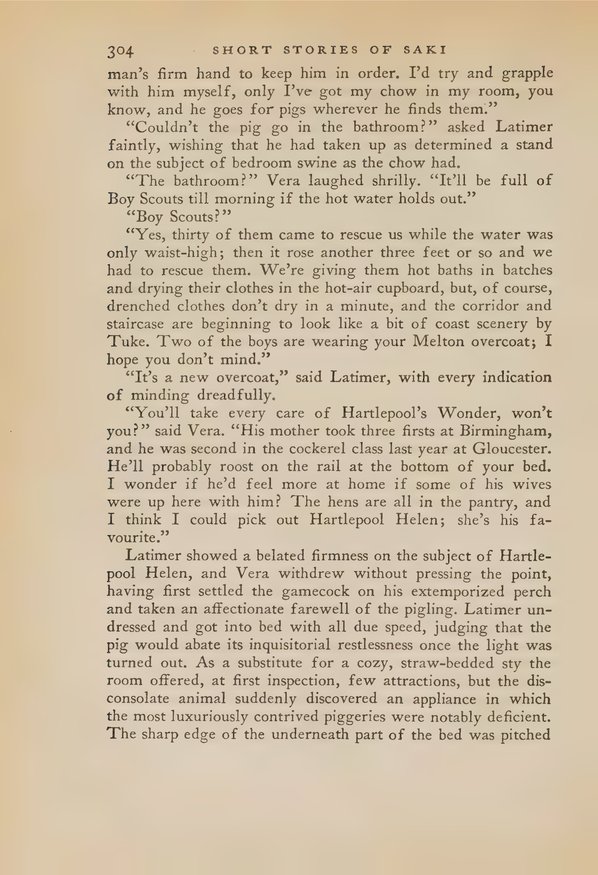 304 SHORT STORIES OF SAKI
man's firm hand to keep him in order. I'd try and grapple
with him myself, only I've got my chow in my room, you
know, and he goes for pigs wherever he finds them."
"Couldn't the pig go in the bathroom?" asked Latimer
faintly, wishing that he had taken up as determined a stand
on the subject of bedroom swine as the chow had.
"The bathroom?" Vera laughed shrilly. "It'll be full of
Boy Scouts till morning if the hot water holds out."
"Boy Scouts?"
"Yes, thirty of them came to rescue us while the water was
only waist-high; then it rose another three feet or so and we
had to rescue them. We're giving them hot baths in batches
and drying their clothes in the hot-air cupboard, but, of course,
drenched clothes don't dry in a minute, and the corridor and
staircase are beginning to look like a bit of coast scenery by
Tuke. Two of the boys are wearing your Melton overcoat; I
hope you don't mind."
"It's a new overcoat," said Latimer, with every indication
of minding dreadfully.
"You'll take every care of Hartlepool's Wonder, won't
you?" said Vera. "His mother took three firsts at Birmingham,
and he was second in the cockerel class last year at Gloucester.
He'll probably roost on the rail at the bottom of your bed.
I wonder if he'd feel more at home if some of his wives
were up here with him? The hens are all in the pantry, and
I think I could pick out Hartlepool Helen; she's his fa-
vourite."
Latimer showed a belated firmness on the subject of Hartle-
pool Helen, and Vera withdrew without pressing the point,
having first settled the gamecock on his extemporized perch
and taken an affectionate farewell of the pigling. Latimer un-
dressed and got into bed with all due speed, judging that the
pig would abate its inquisitorial restlessness once the light was
turned out. As a substitute for a cozy, straw-bedded sty the
room offered, at first inspection, few attractions, but the dis-
consolate animal suddenly discovered an appliance in which
the most luxuriously contrived piggeries were notably deficient.
The sharp edge of the underneath part of the bed was pitched